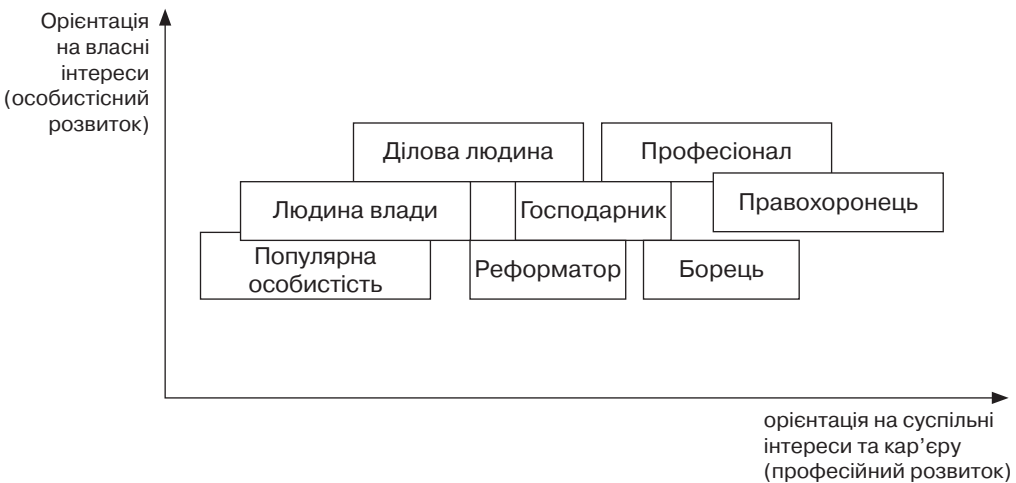 Орієнтація
на власні
інтереси
(особистісний
розвиток)
Ділова людина
Професіонал
Людина влади
Господарник
Правохоронець
Популярна
особистість
Реформатор
Борець
орієнтація на суспільні
інтереси та кар’єру
(професійний розвиток)